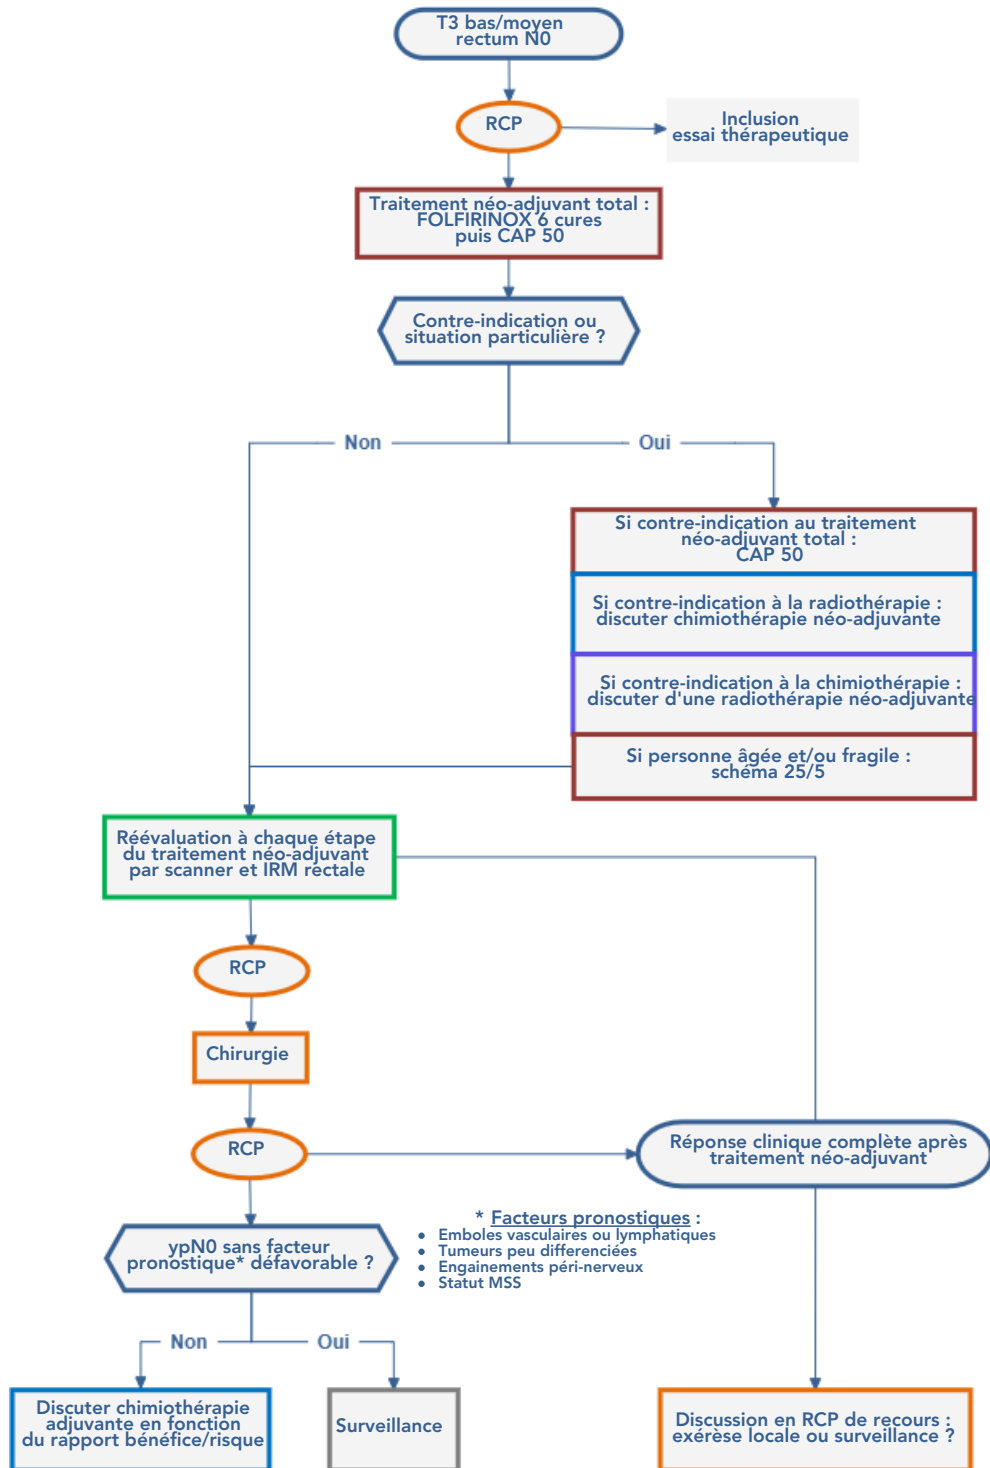 T3 bas/moyen
rectum N0
RCP
Inclusion
essai thérapeutique
Traitement néo-adjuvant total :
FOLFIRINOX 6 cures
puis CAP 50
Contre-indication ou
situation particulière ?
Non
Oui
Si contre-indication au traitement
néo-adjuvant total :
CAP 50
Si contre-indication à la radiothérapie :
discuter chimiothérapie néo-adjuvante
Si contre-indication à la chimiothérapie :
discuter d'une radiothérapie néo-adjuvante
Si personne âgée et/ou fragile :
schéma 25/5
Réévaluation à chaque étape
du traitement néo-adjuvant
par scanner et IRM rectale
RCP
Chirurgie
RCP
Réponse clinique complète après
traitement néo-adjuvant
* Facteurs pronostiques :
• Emboles vasculaires ou lymphatiques
• Tumeurs peu differenciées
• Engainements péri-nerveux
• Statut MSS
ypN0 sans facteur
pronostique* défavorable ?
Non
Oui
Discuter chimiothérapie
adjuvante en fonction
du rapport bénéfice/risque
Surveillance
Discussion en RCP de recours :
exérèse locale ou surveillance ?